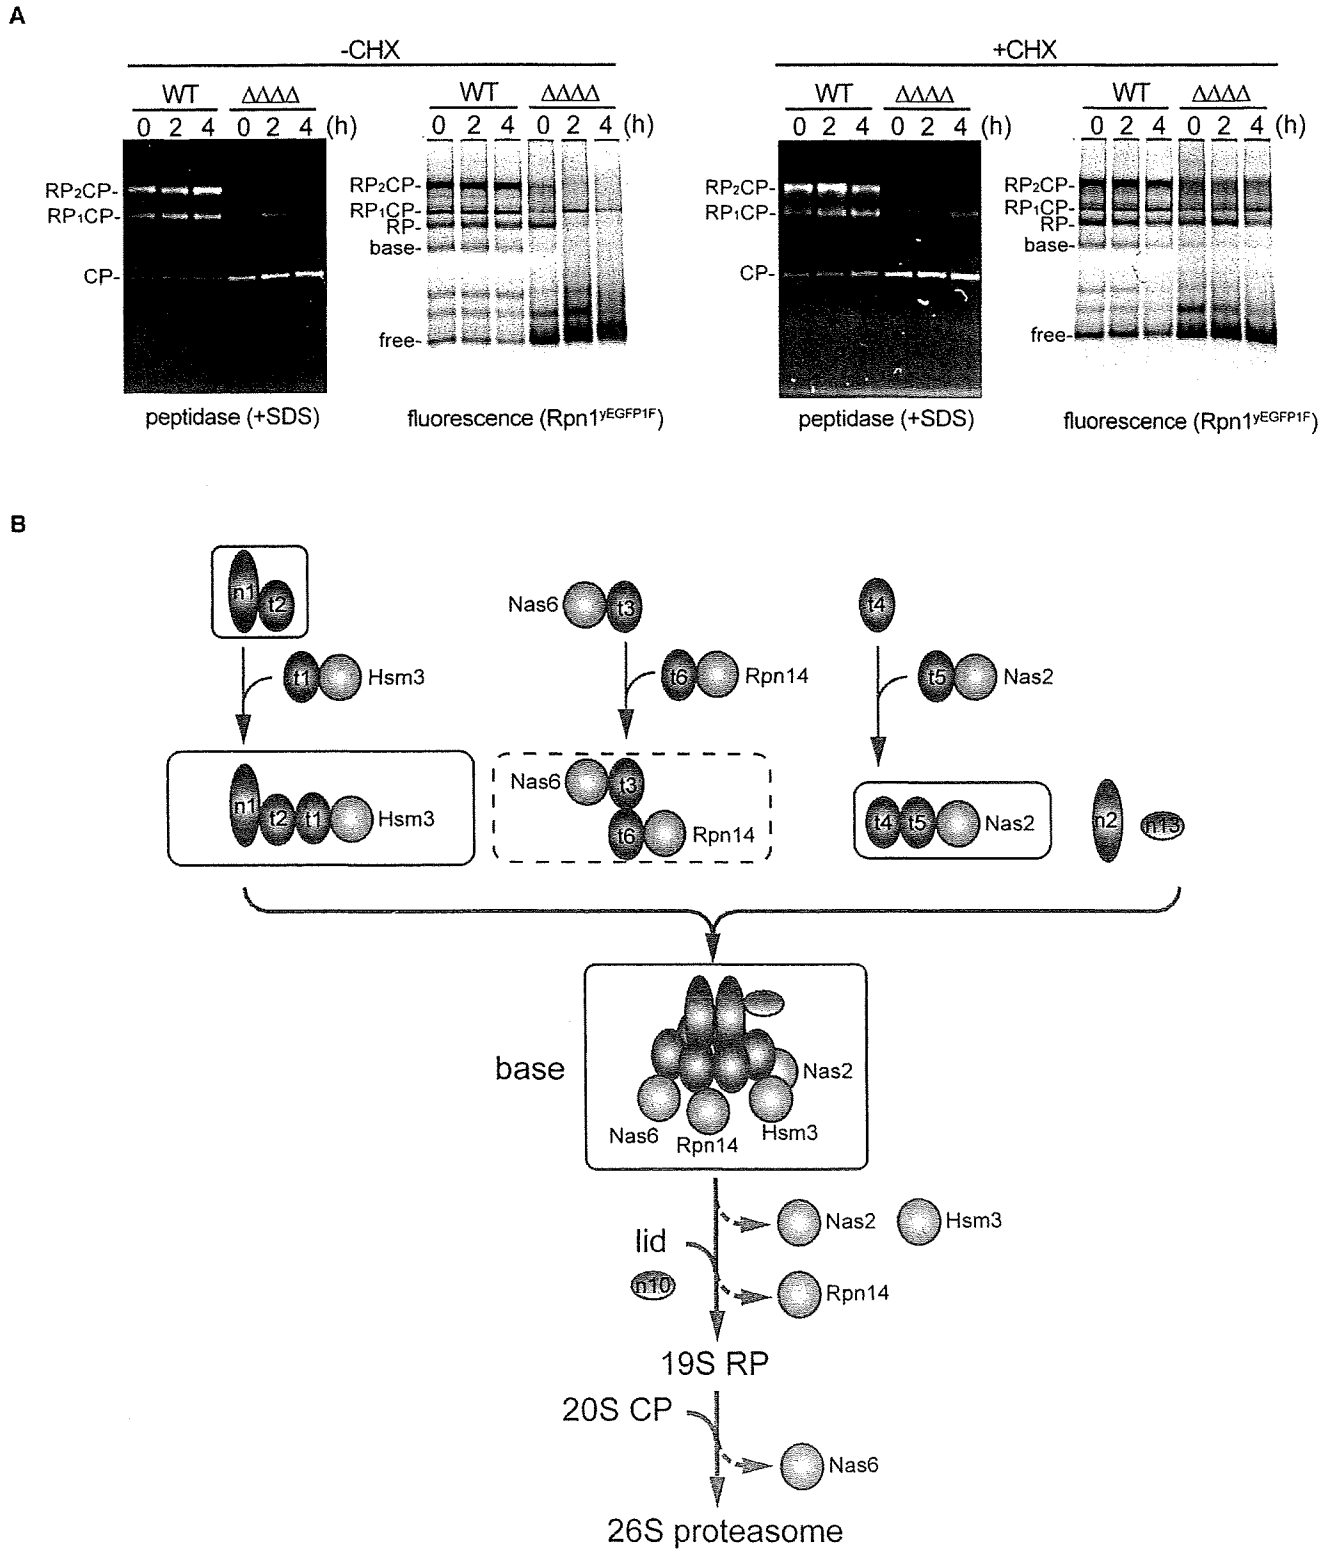 A
-CHX
+CHX
WT ΔΔΔΔ WT ΔΔΔΔ WT ΔΔΔΔ WT ΔΔΔΔ
0 2 4 0 2 4 (h) 0 2 4 0 2 4 (h) 0 2 4 0 2 4 (h) 0 2 4 0 2 4 (h)
RP₂CP- RP₂CP- RP₂CP- RP₂CP-
RP₁CP- RP₁CP- RP₁CP- RP₁CP-
RP- RP-
base- base-
CP- CP-
free- free-
peptidase (+SDS) fluorescence (Rpn1yEGFP1F) peptidase (+SDS) fluorescence (Rpn1yEGFP1F)
B
n1 t2 Nas6 t3 t4
t1 Hsm3 t6 Rpn14 t5 Nas2
n1 t2 t1 Hsm3 Nas6 t3 t4 t5 Nas2 n2 n13
t6 Rpn14
base
Nas2
Nas6 Rpn14 Hsm3
Nas2 Hsm3
lid
n10 Rpn14
19S RP
20S CP
Nas6
26S proteasome